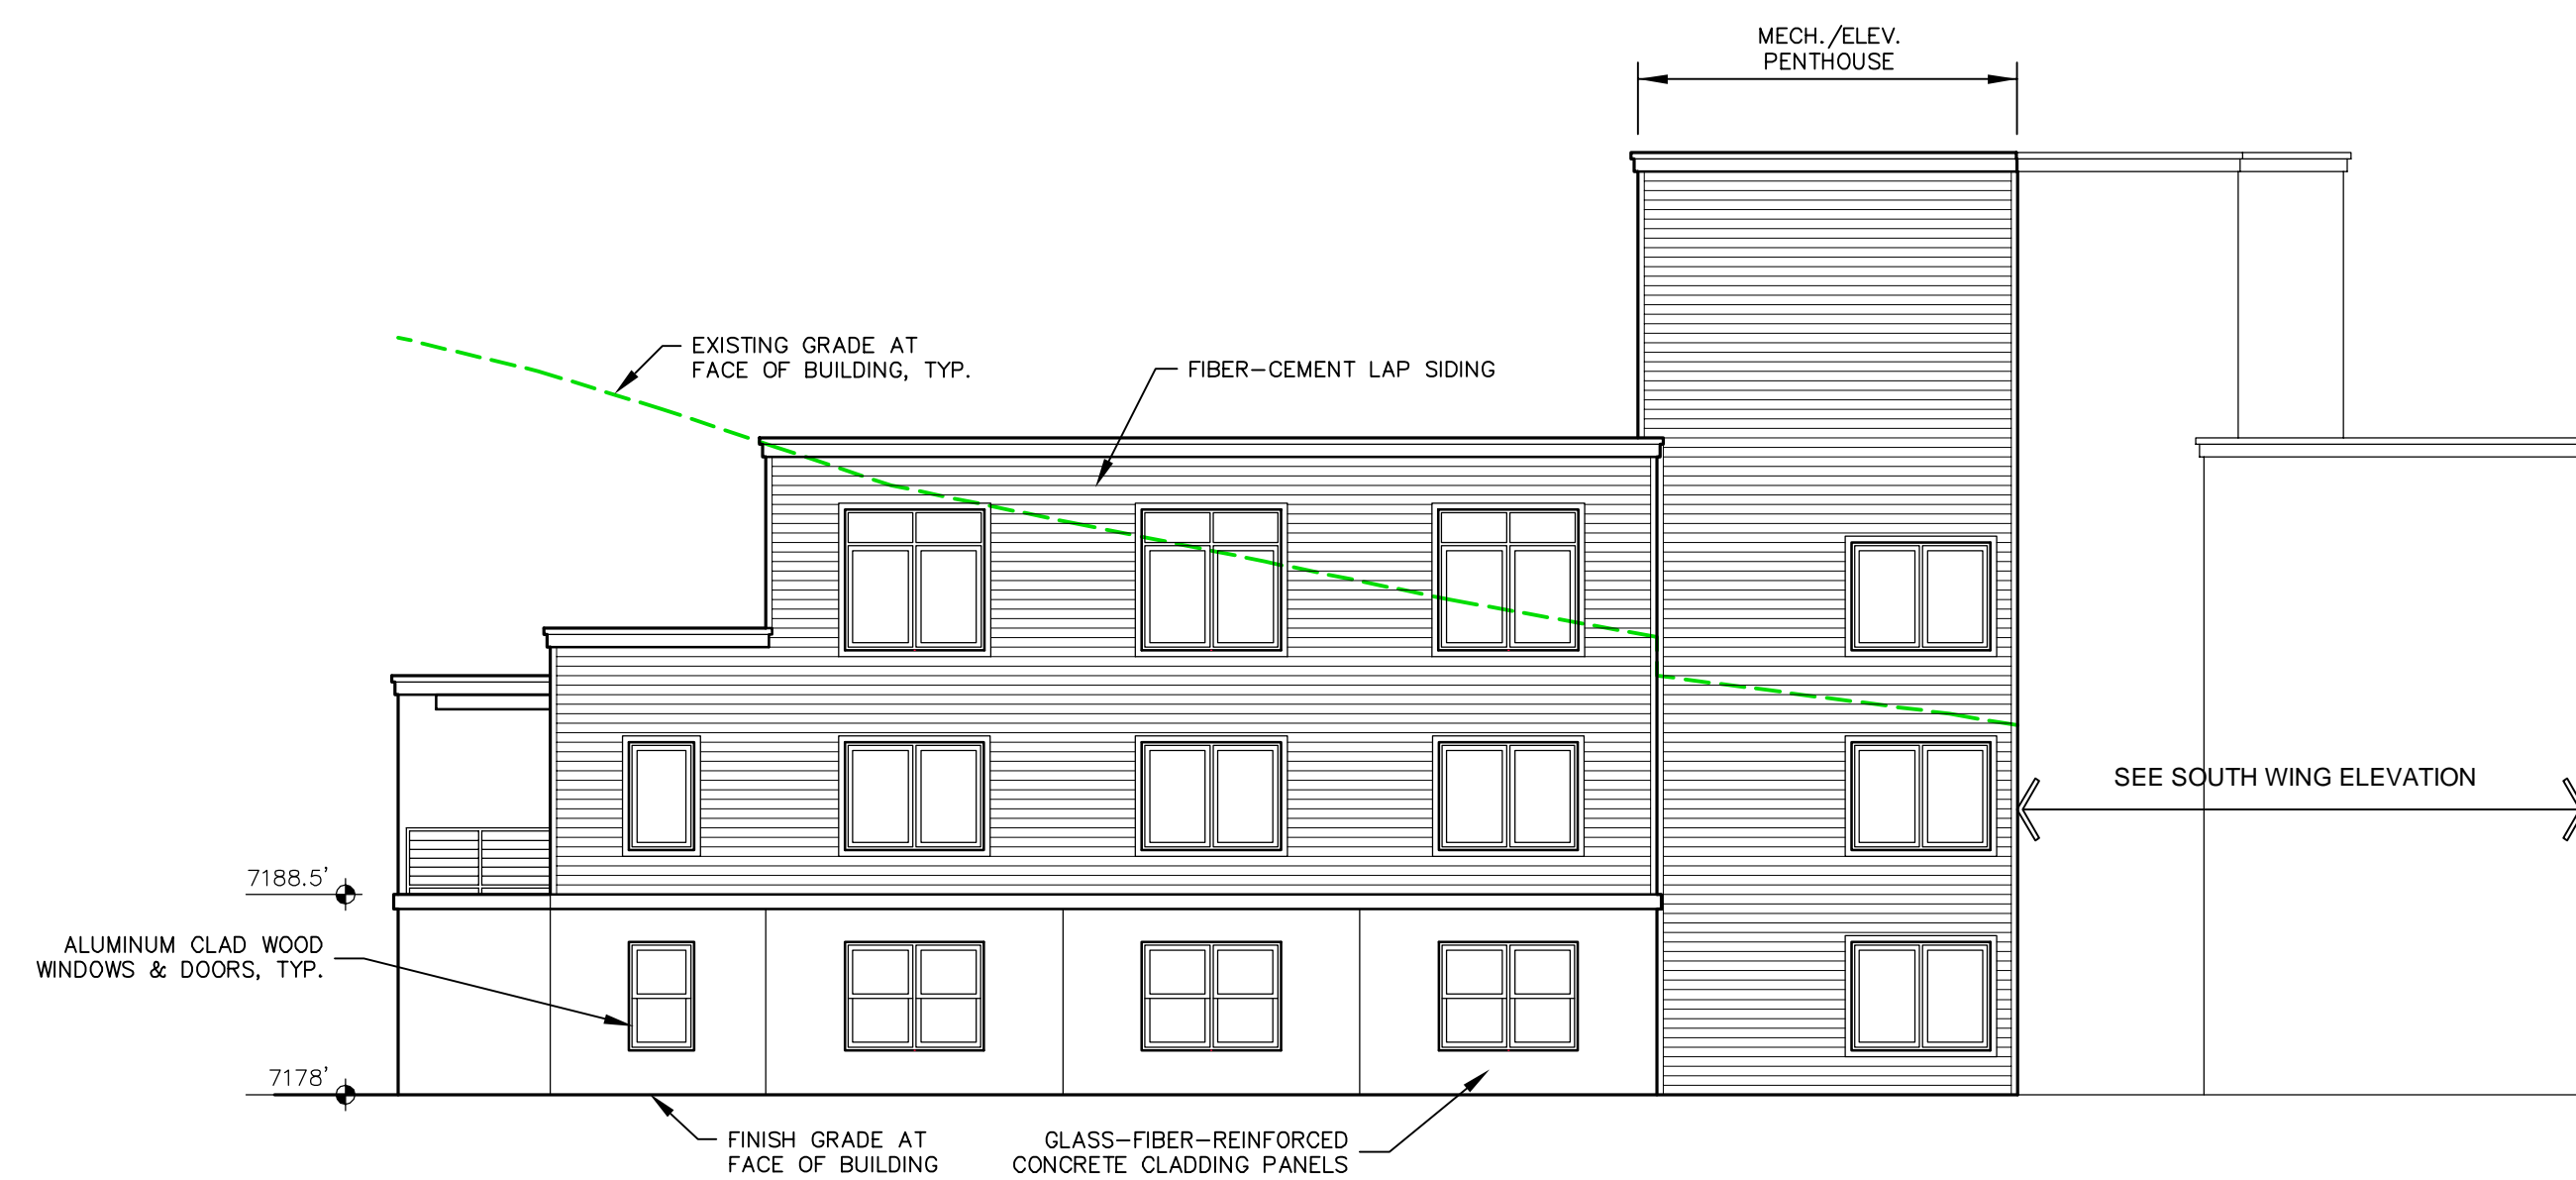 MECH./ELEV.
PENTHOUSE
EXISTING GRADE AT
FACE OF BUILDING, TYP.
FIBER-CEMENT LAP SIDING
SEE SOUTH WING ELEVATION
7188.5'
ALUMINUM CLAD WOOD
WINDOWS & DOORS, TYP.
7178'
FINISH GRADE AT
FACE OF BUILDING
GLASS-FIBER-REINFORCED
CONCRETE CLADDING PANELS